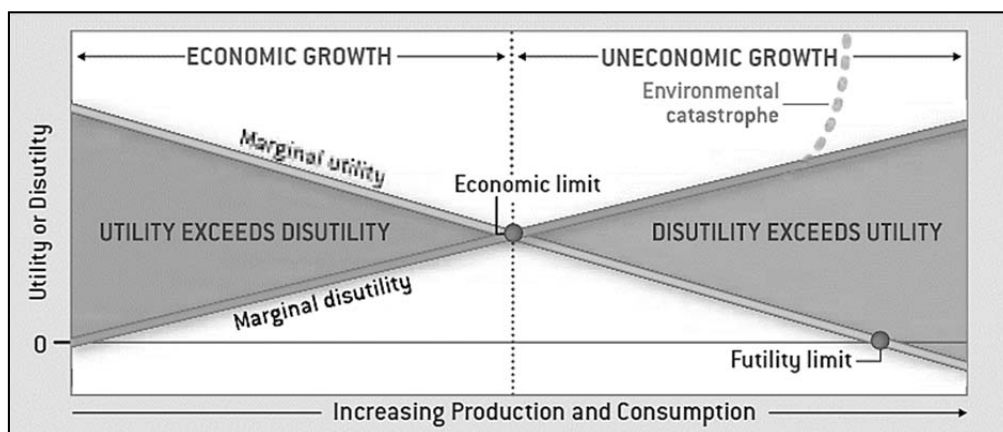 ECONOMIC GROWTH
UNECONOMIC GROWTH
Environmental
catastrophe
Marginal utility
Economic limit
UTILITY EXCEEDS DISUTILITY
DISUTILITY EXCEEDS UTILITY
Marginal disutility
Utility or Disutilty
0
Futility limit
Increasing Production and Consumption